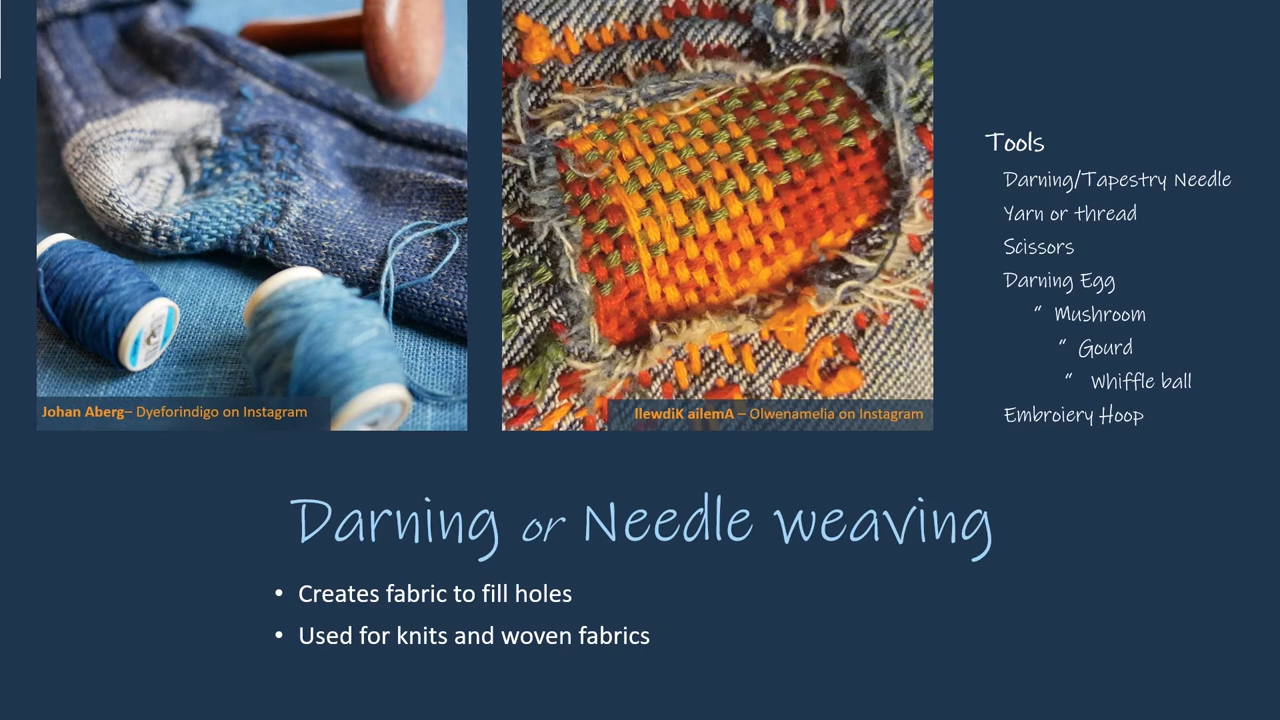 Johan Aberg– Dyeforindigo on Instagram
llewdiK ailemA – Olwenamelia on Instagram
Tools
Darning/Tapestry Needle
Yarn or thread
Scissors
Darning Egg
“ Mushroom
“ Gourd
“ Whiffle ball
Embroiery Hoop
Darning or Needle weaving
• Creates fabric to fill holes
• Used for knits and woven fabrics